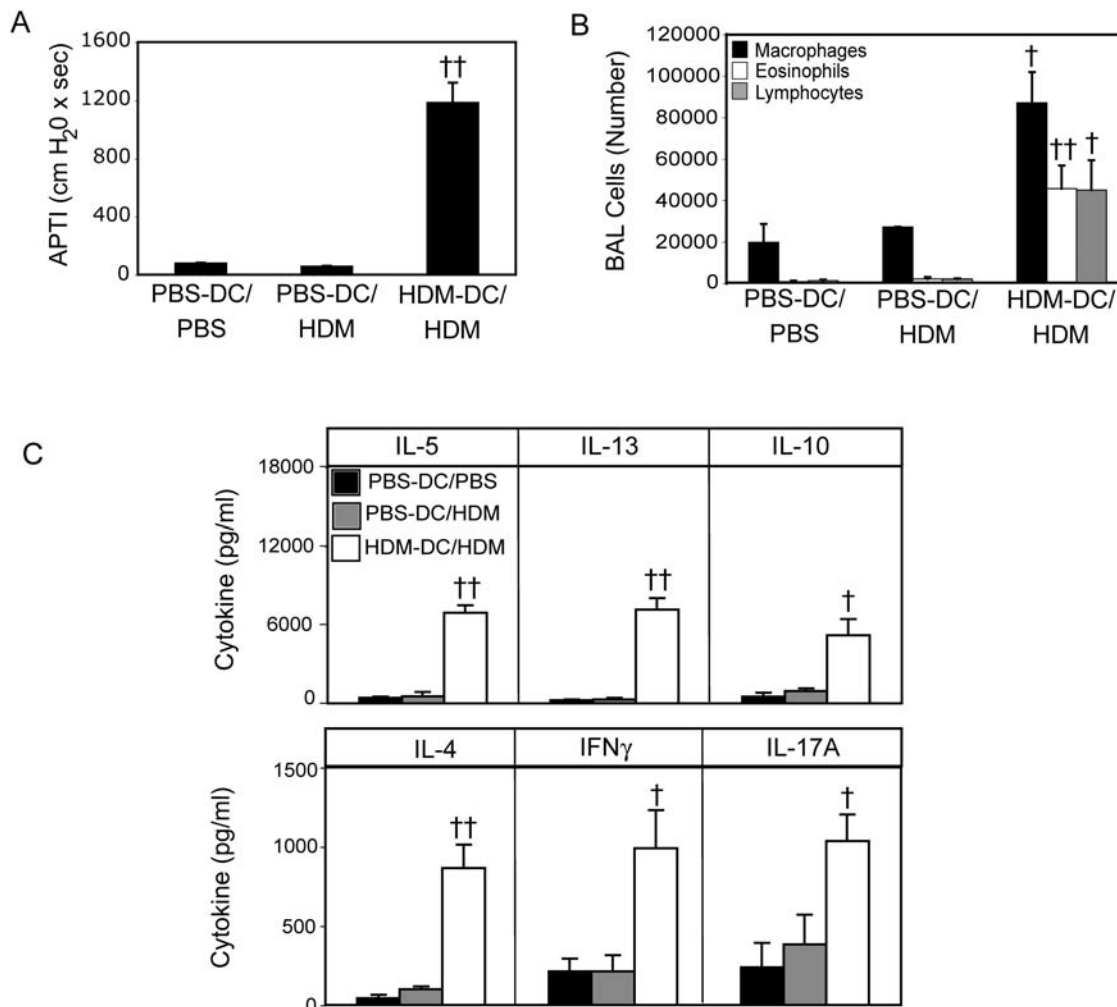 A
APTI (cm H20 x sec)
1600
1200
800
400
0
††
PBS-DC/ PBS-DC/ HDM-DC/
PBS HDM HDM
B
BAL Cells (Number)
120000
100000
80000
60000
40000
20000
0
Macrophages
Eosinophils
Lymphocytes
†
††
†
PBS-DC/ PBS-DC/ HDM-DC/
PBS HDM HDM
C
IL-5 IL-13 IL-10
Cytokine (pg/ml)
18000
12000
6000
0
PBS-DC/PBS
PBS-DC/HDM
HDM-DC/HDM
†† †† †
IL-4 IFNγ IL-17A
Cytokine (pg/ml)
1500
1000
500
0
†† † †